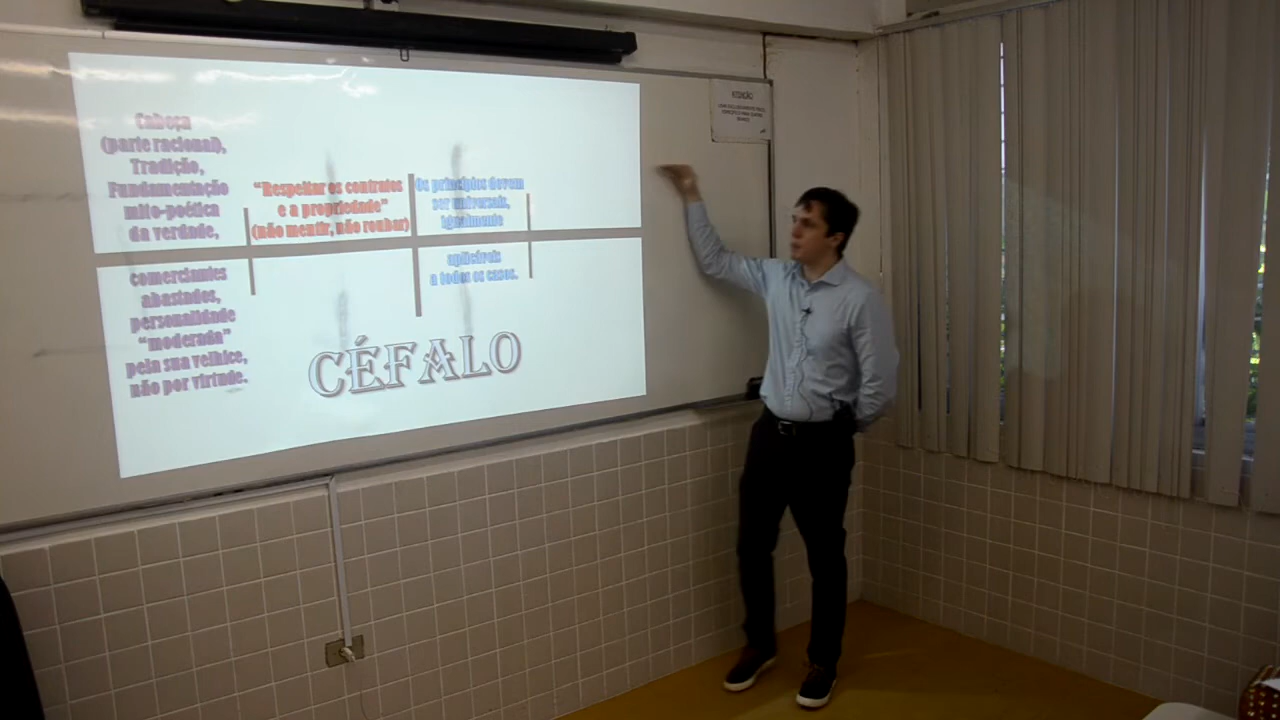 Cabeça
(parte racional),
Tradição,
Fundamentação
mito-poética
da verdade,
comerciantes
abastados,
personalidade
“moderada”
pela sua velhice,
não por virtude.
“Respeitar os contratos
e a propriedade”
(não mentir, não roubar)
Os princípios devem
ser universais,
igualmente
aplicáveis
a todos os casos.
CÉFALO
ATENÇÃO